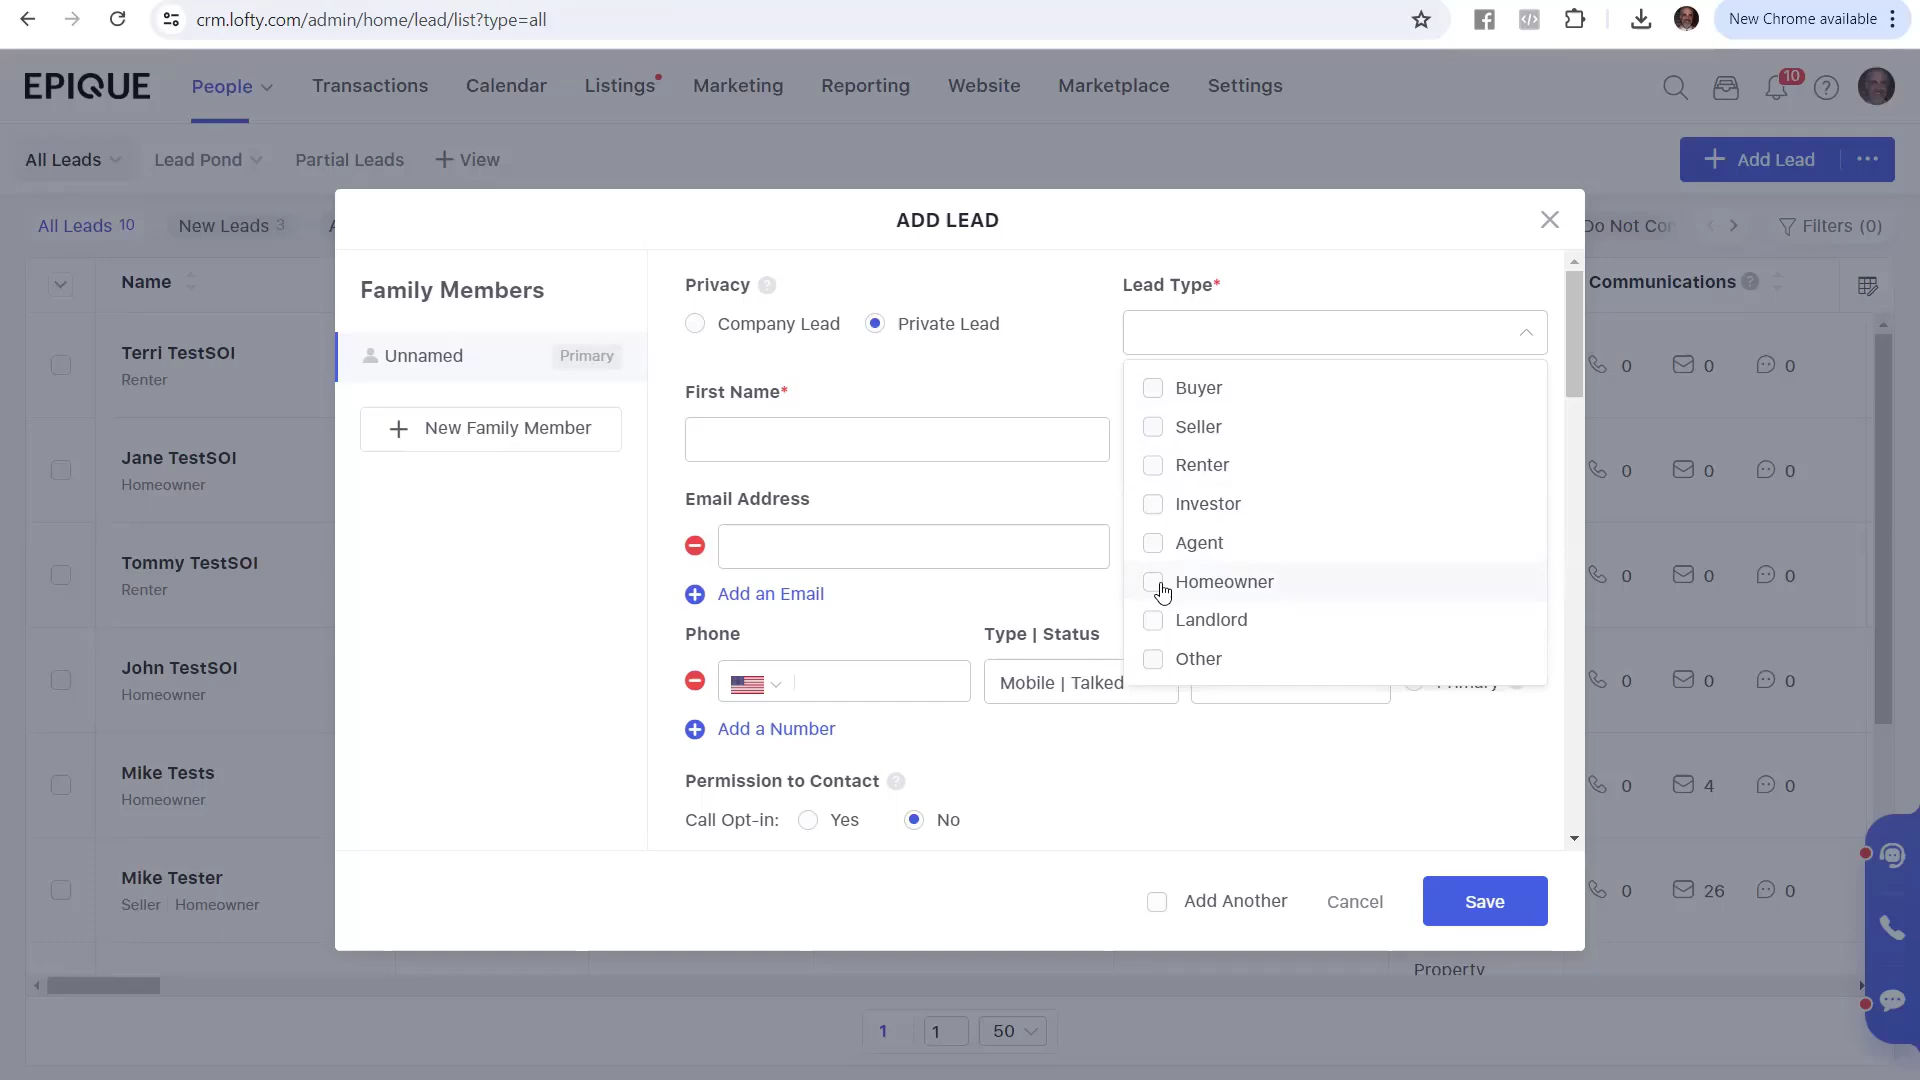 crm.lofty.com/admin/home/lead/list?type=all
New Chrome available
EPIQUE
People
Transactions
Calendar
Listings
Marketing
Reporting
Website
Marketplace
Settings
10
All Leads
Lead Pond
Partial Leads
+ View
+ Add Lead
ADD LEAD
All Leads 10
New Leads 3
Do Not Con
Filters (0)
Name
Communications
Family Members
Unnamed
Primary
+ New Family Member
Privacy
Company Lead
Private Lead
Lead Type*
Buyer
Seller
Renter
Investor
Agent
Homeowner
Landlord
Other
First Name*
Email Address
Add an Email
Phone
Type | Status
Mobile | Talked
Primary
Add a Number
Permission to Contact
Call Opt-in:
Yes
No
Add Another
Cancel
Save
Terri TestSOI
Renter
0 0 0
Jane TestSOI
Homeowner
0 0 0
Tommy TestSOI
Renter
0 0 0
John TestSOI
Homeowner
0 0 0
Mike Tests
Homeowner
0 4 0
Mike Tester
Seller | Homeowner
0 26 0
Property
1
1
50